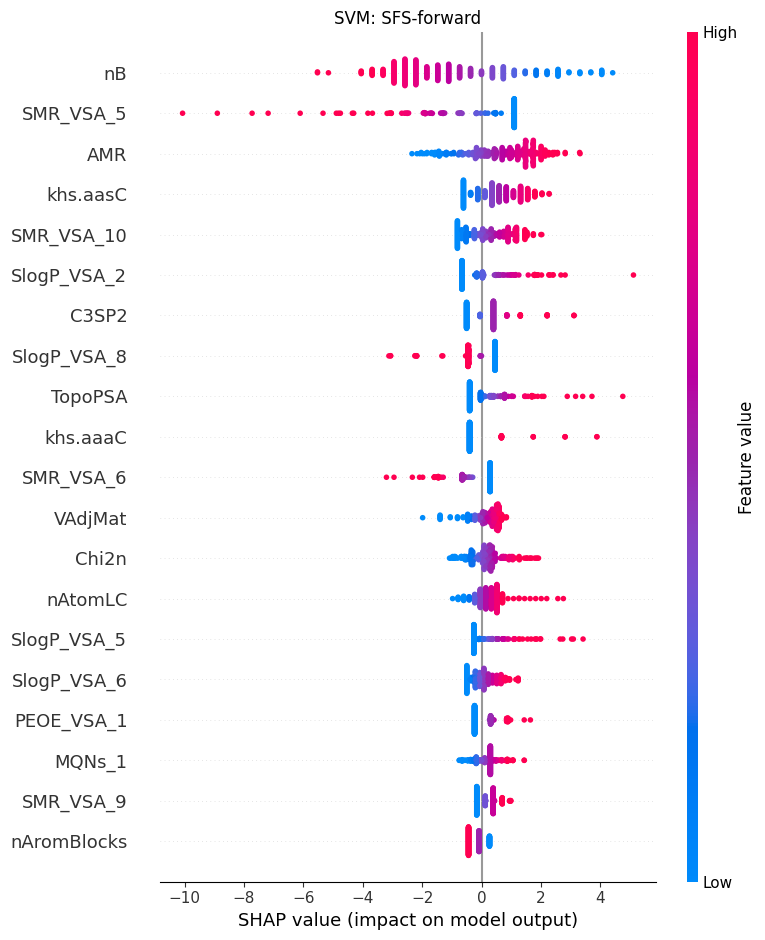 SVM: SFS-forward
High
nB
SMR_VSA_5
AMR
khs.aasC
SMR_VSA_10
SlogP_VSA_2
C3SP2
SlogP_VSA_8
TopoPSA
khs.aaaC
SMR_VSA_6
VAdjMat
Chi2n
nAtomLC
SlogP_VSA_5
SlogP_VSA_6
PEOE_VSA_1
MQNs_1
SMR_VSA_9
nAromBlocks
Feature value
Low
−10 −8 −6 −4 −2 0 2 4
SHAP value (impact on model output)